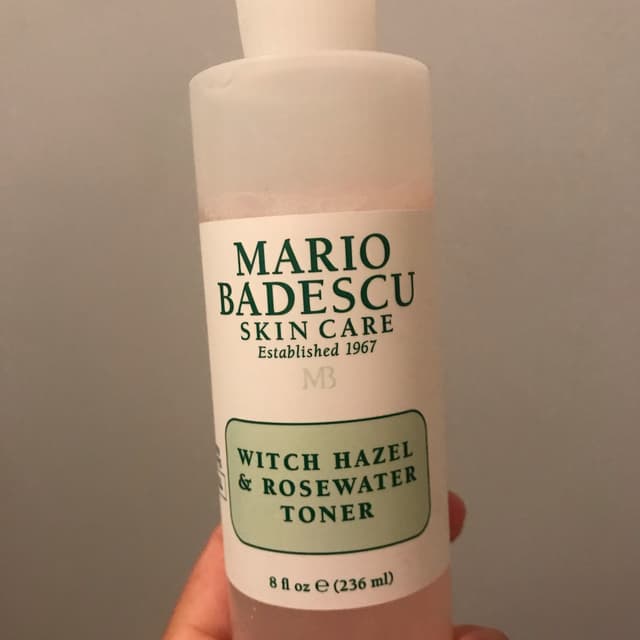 MARIO
BADESCU
SKIN CARE
Established 1967
MB
WITCH HAZEL
& ROSEWATER
TONER
8 fl oz ℮ (236 ml)